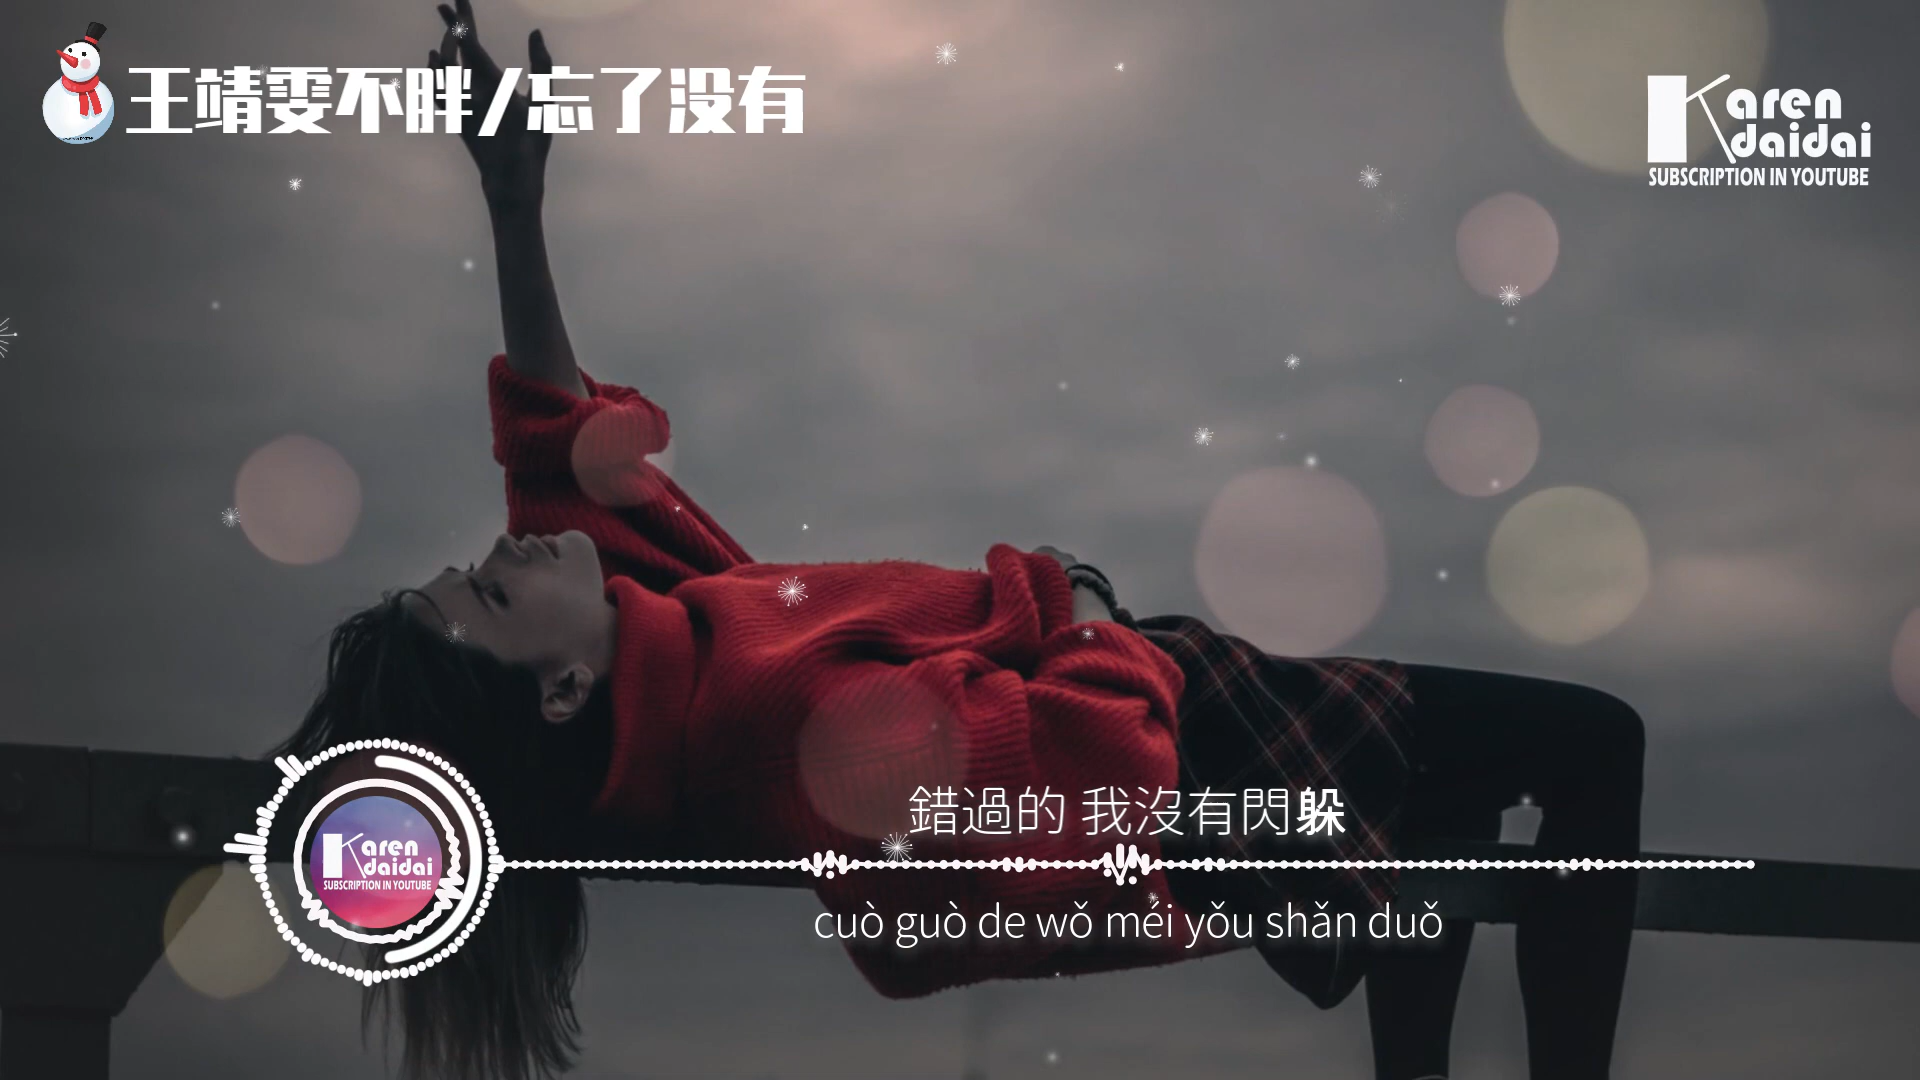 王靖雯不胖/忘了没有
Karen
daidai
SUBSCRIPTION IN YOUTUBE
錯過的 我沒有閃躲
cuò guò de wǒ méi yǒu shǎn duǒ
Karen
daidai
SUBSCRIPTION IN YOUTUBE